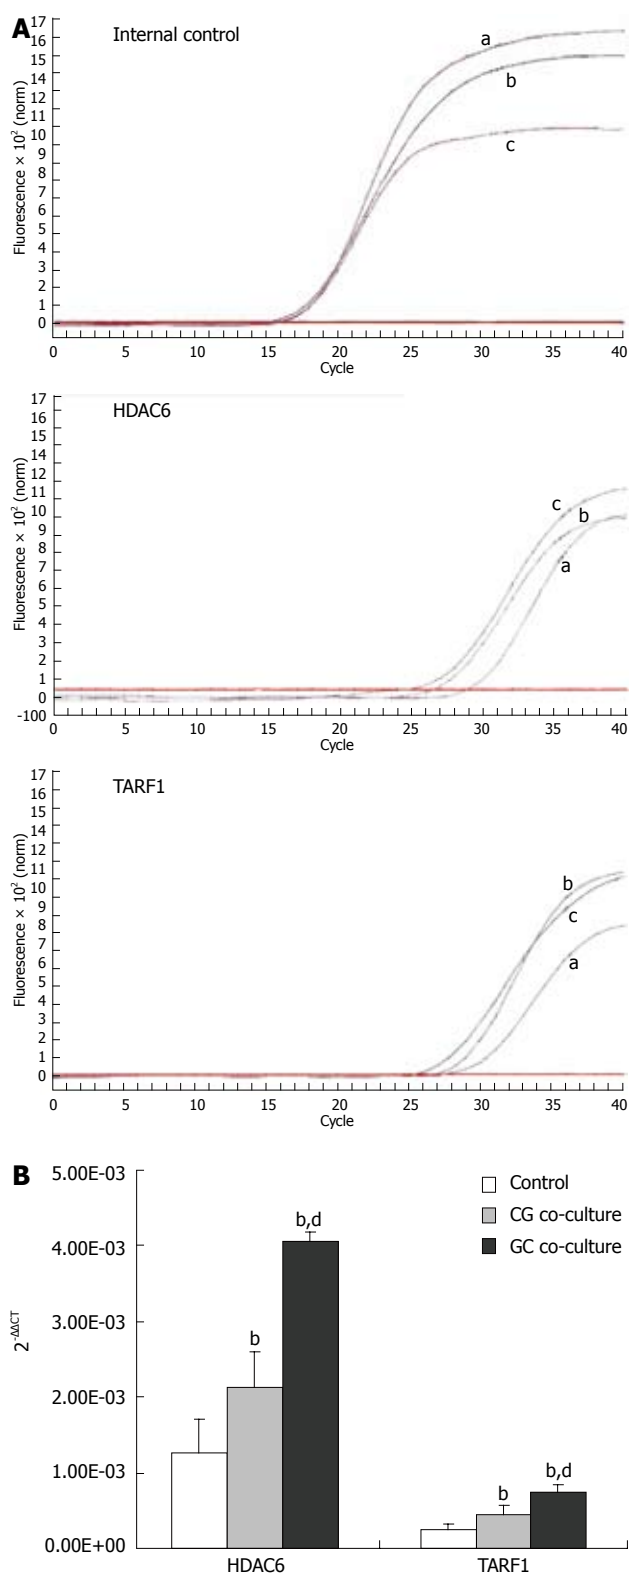 A
Internal control
Fluorescence × 10² (norm)
17
16
15
14
13
12
11
10
9
8
7
6
5
4
3
2
1
0
a
b
c
0 5 10 15 20 25 30 35 40
Cycle
HDAC6
Fluorescence × 10² (norm)
17
16
15
14
13
12
11
10
9
8
7
6
5
4
3
2
1
0
-100
c
b
a
0 5 10 15 20 25 30 35 40
Cycle
TARF1
Fluorescence × 10² (norm)
17
16
15
14
13
12
11
10
9
8
7
6
5
4
3
2
1
0
b
c
a
0 5 10 15 20 25 30 35 40
Cycle
B
2^-ΔΔCT
5.00E-03
4.00E-03
3.00E-03
2.00E-03
1.00E-03
0.00E+00
Control
CG co-culture
GC co-culture
b
b,d
b
b,d
HDAC6 TARF1